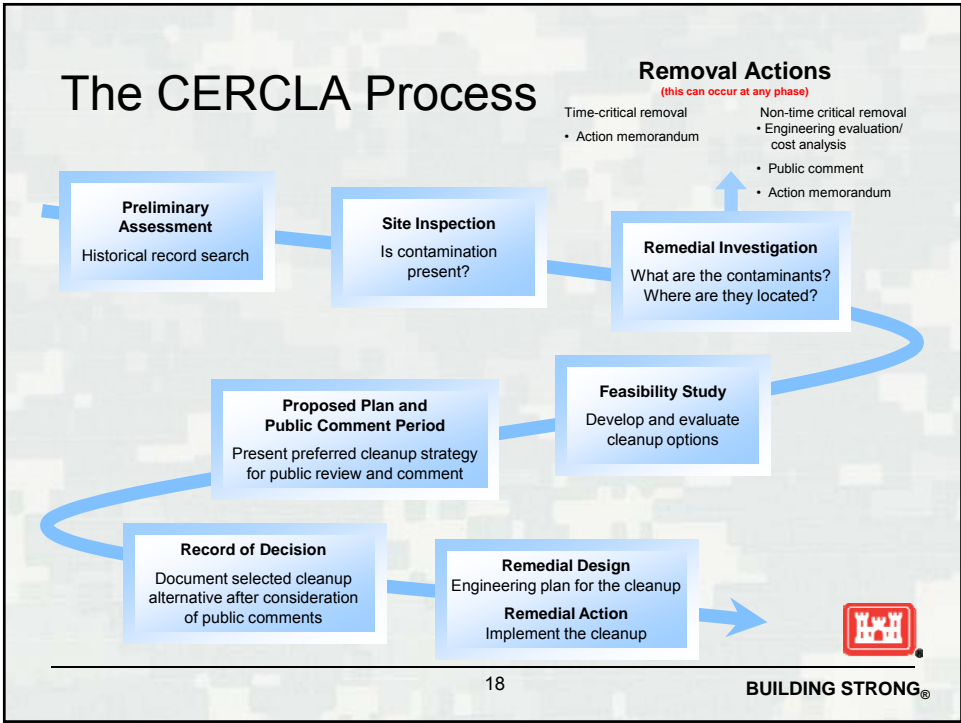 The CERCLA Process
Removal Actions
(this can occur at any phase)
Time-critical removal
• Action memorandum
Non-time critical removal
• Engineering evaluation/
cost analysis
• Public comment
• Action memorandum
Preliminary
Assessment
Historical record search
Site Inspection
Is contamination
present?
Remedial Investigation
What are the contaminants?
Where are they located?
Feasibility Study
Develop and evaluate
cleanup options
Proposed Plan and
Public Comment Period
Present preferred cleanup strategy
for public review and comment
Record of Decision
Document selected cleanup
alternative after consideration
of public comments
Remedial Design
Engineering plan for the cleanup
Remedial Action
Implement the cleanup
®
18
BUILDING STRONG®